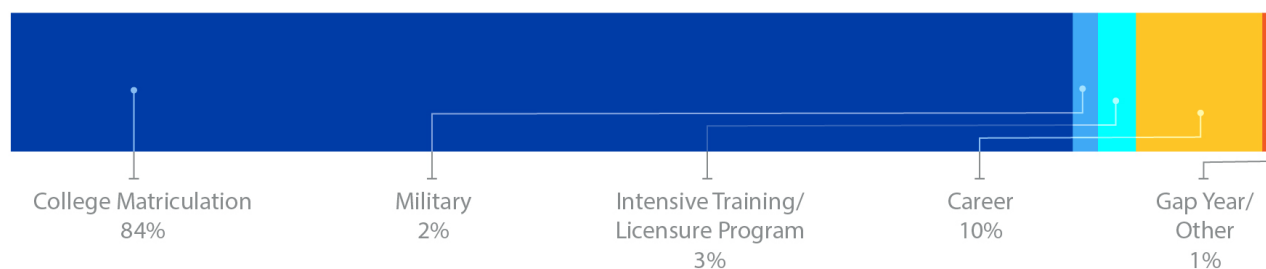 College Matriculation
84%
Military
2%
Intensive Training/
Licensure Program
3%
Career
10%
Gap Year/
Other
1%